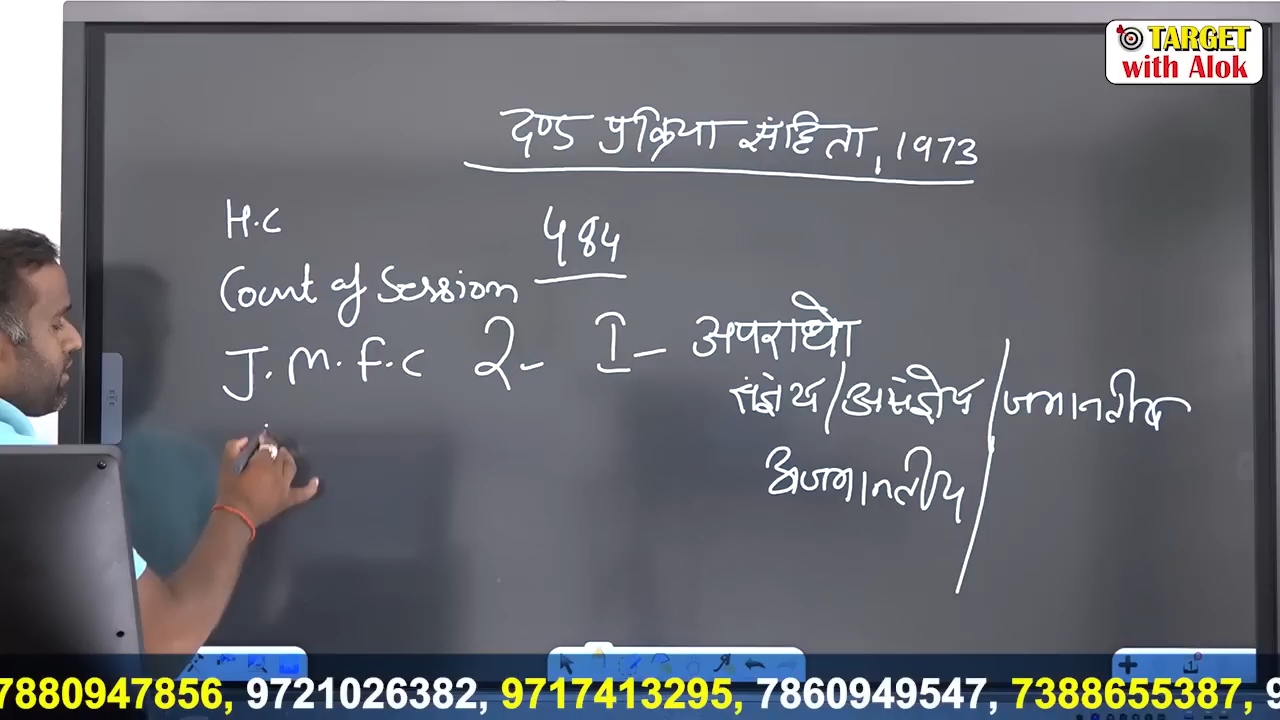 TARGET
with Alok
दण्ड प्रक्रिया संहिता, 1973
H.C
484
Court of Session
J.M.F.C 2- I- अपराधो
संज्ञेय/असंज्ञेय/जमानतीय
अजमानतीय
7880947856, 9721026382, 9717413295, 7860949547, 7388655387, 9